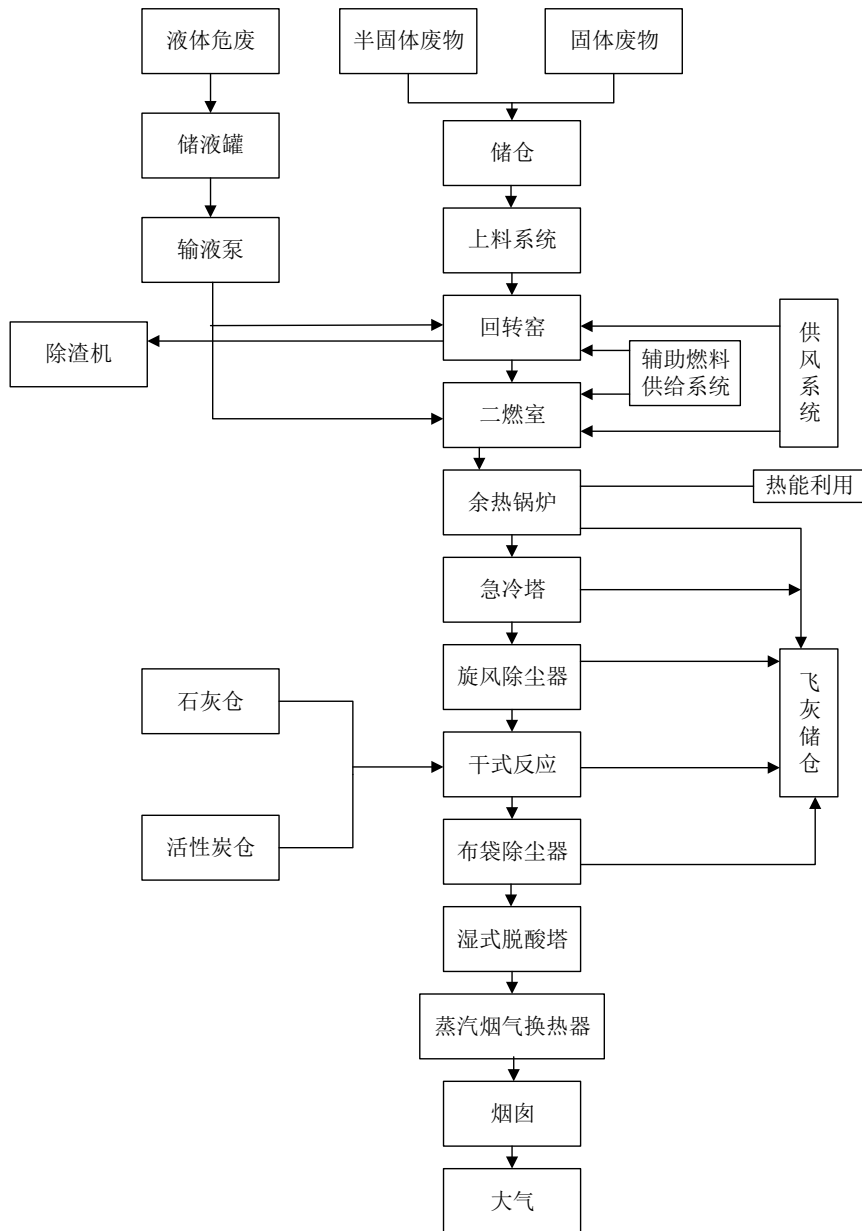 液体危废
半固体废物
固体废物
储液罐
储仓
输液泵
上料系统
除渣机
回转窑
辅助燃料
供给系统
供风系统
二燃室
余热锅炉
热能利用
急冷塔
旋风除尘器
飞灰储仓
石灰仓
干式反应
活性炭仓
布袋除尘器
湿式脱酸塔
蒸汽烟气换热器
烟囱
大气